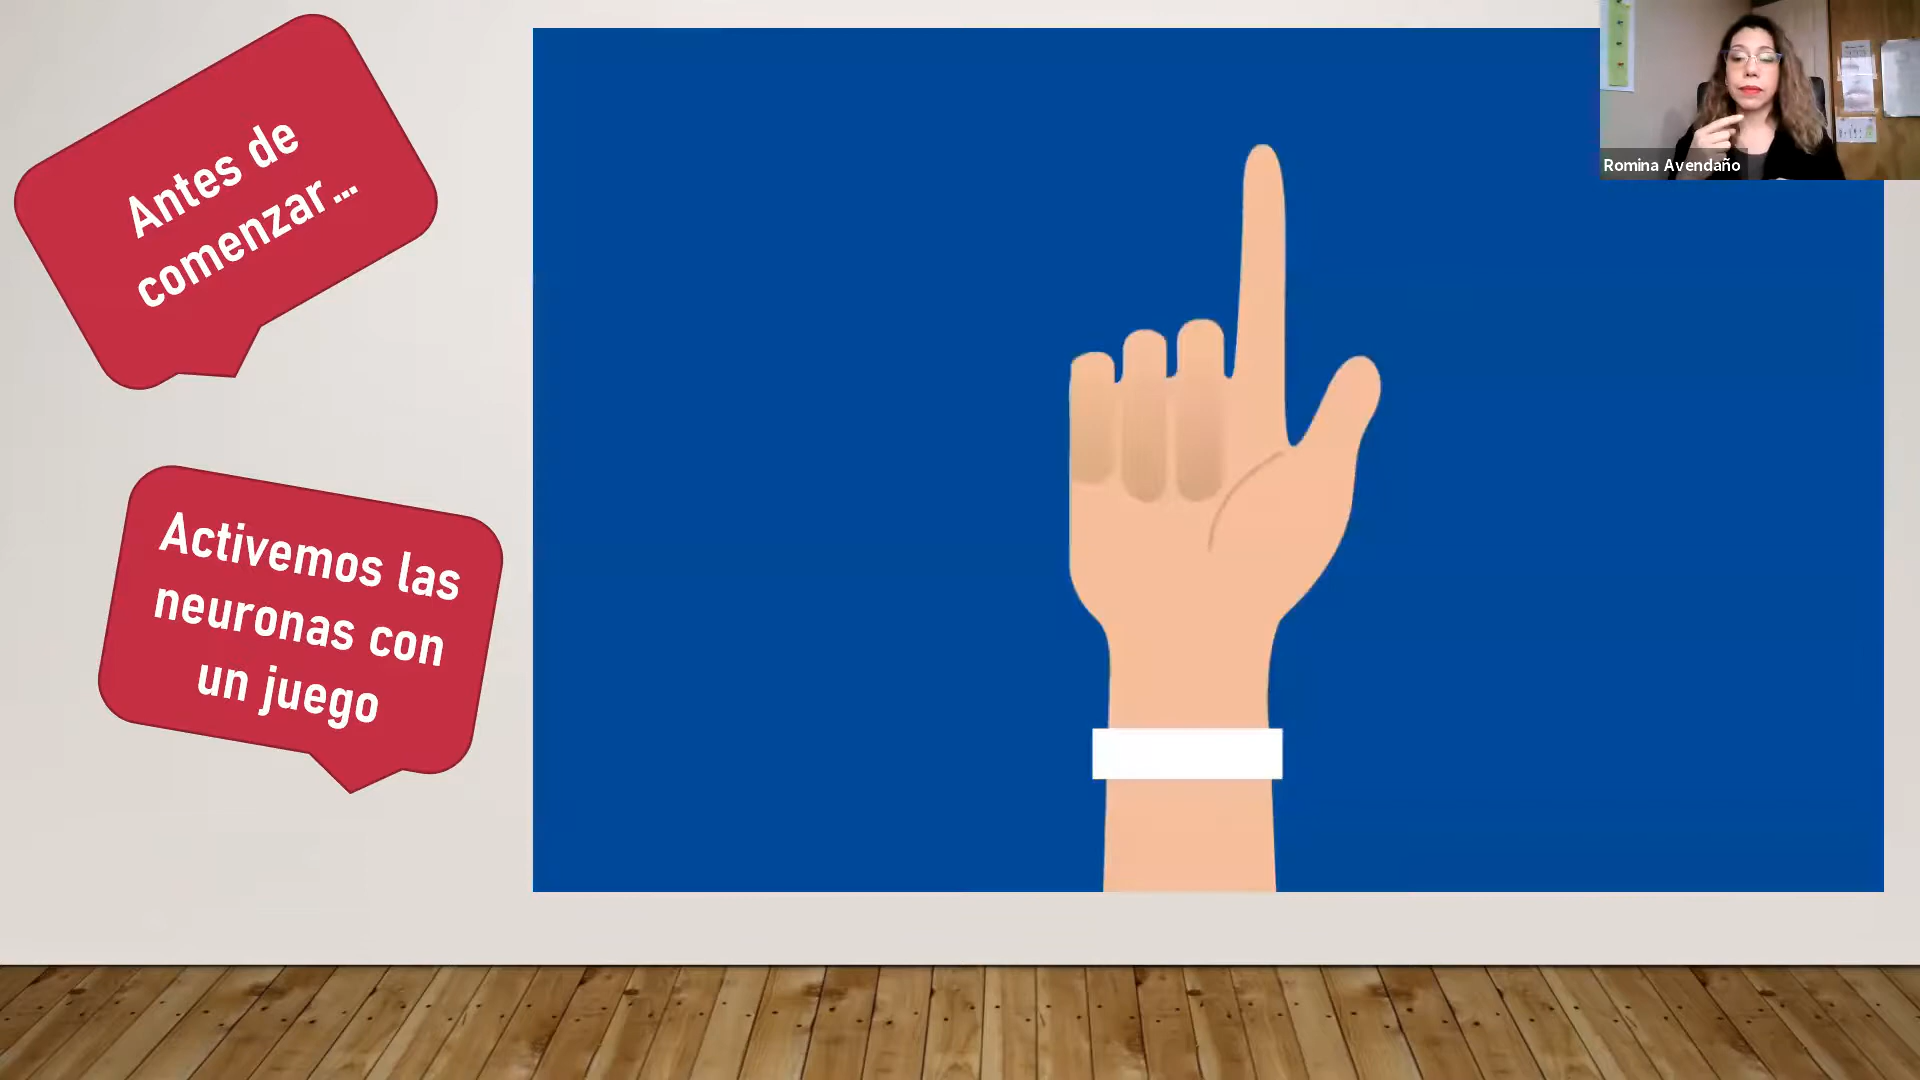 Antes de
comenzar...
Activemos las
neuronas con
un juego
Romina Avendaño